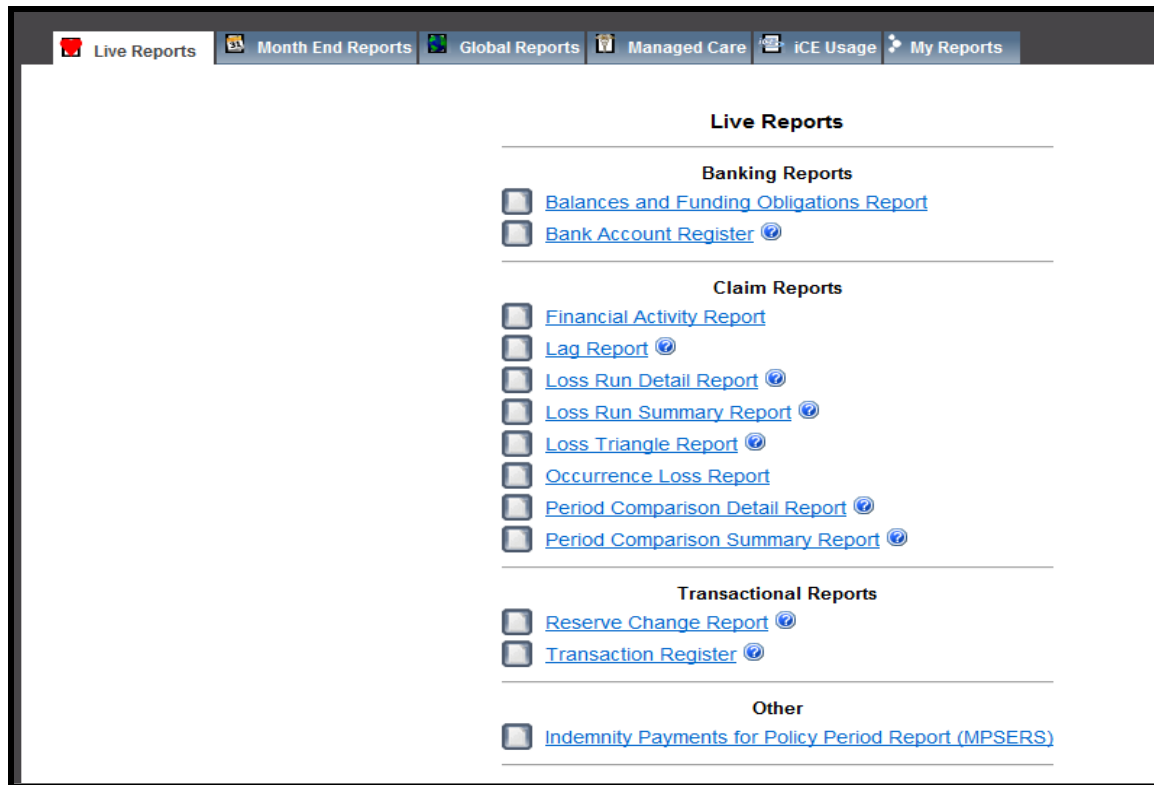 Live Reports Month End Reports Global Reports Managed Care iCE Usage My Reports
Live Reports
Banking Reports
Balances and Funding Obligations Report
Bank Account Register
Claim Reports
Financial Activity Report
Lag Report
Loss Run Detail Report
Loss Run Summary Report
Loss Triangle Report
Occurrence Loss Report
Period Comparison Detail Report
Period Comparison Summary Report
Transactional Reports
Reserve Change Report
Transaction Register
Other
Indemnity Payments for Policy Period Report (MPSERS)